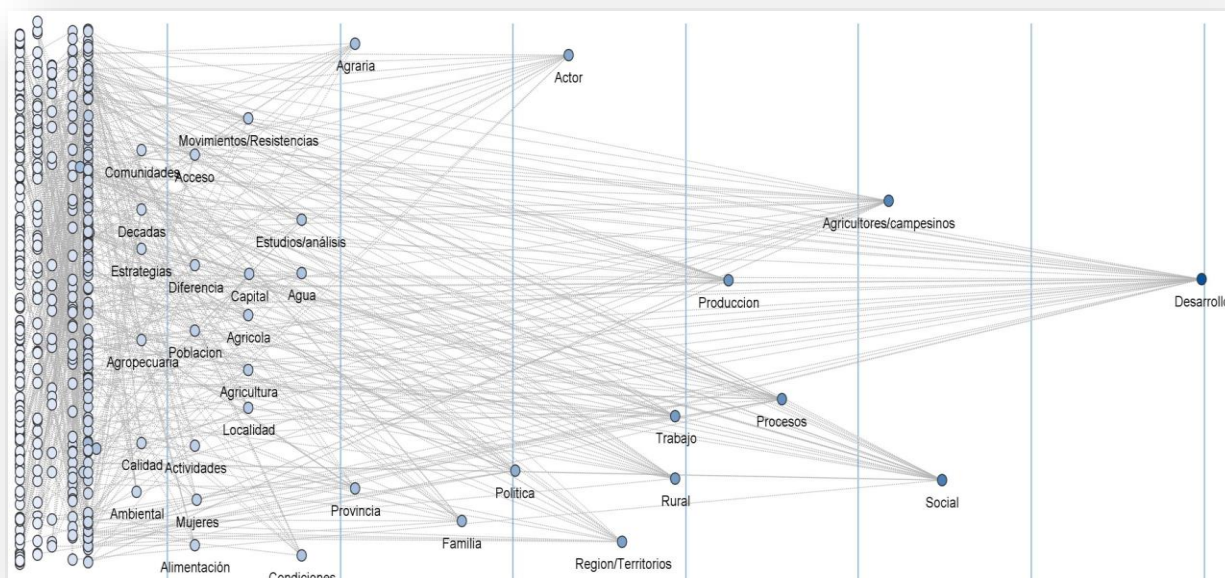 Agraria
Actor
Movimientos/Resistencias
Comunidades
Acceso
Decadas
Estudios/análisis
Agricultores/campesinos
Estrategias
Diferencia
Capital
Agua
Produccion
Desarrollo
Agricola
Agropecuaria
Poblacion
Agricultura
Localidad
Trabajo
Procesos
Calidad
Actividades
Politica
Rural
Social
Ambiental
Mujeres
Provincia
Familia
Alimentación
Condiciones
Region/Territorios